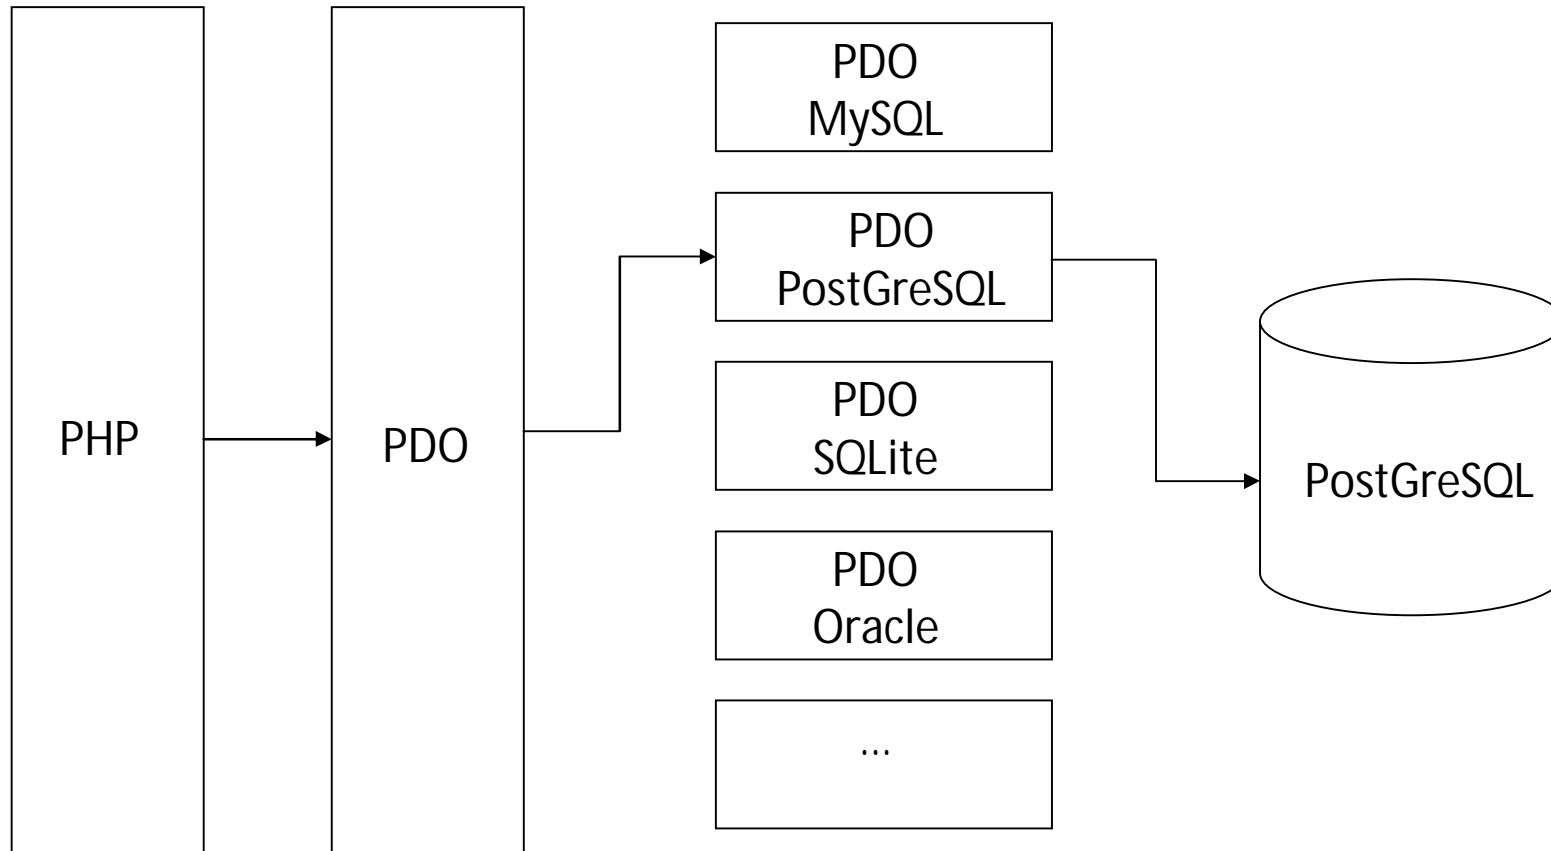 PHP
PDO
PDO
MySQL
PDO
PostGreSQL
PDO
SQLite
PDO
Oracle
...
PostGreSQL